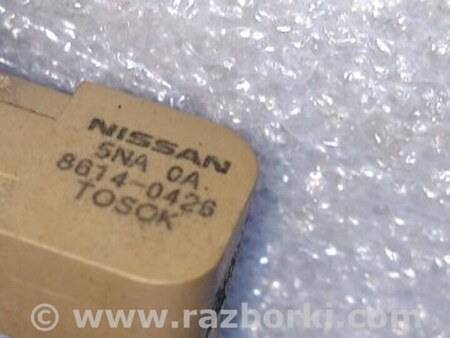 NISSAN
5NA 0A
8614-0426
TOSOK
© www.razborki.com